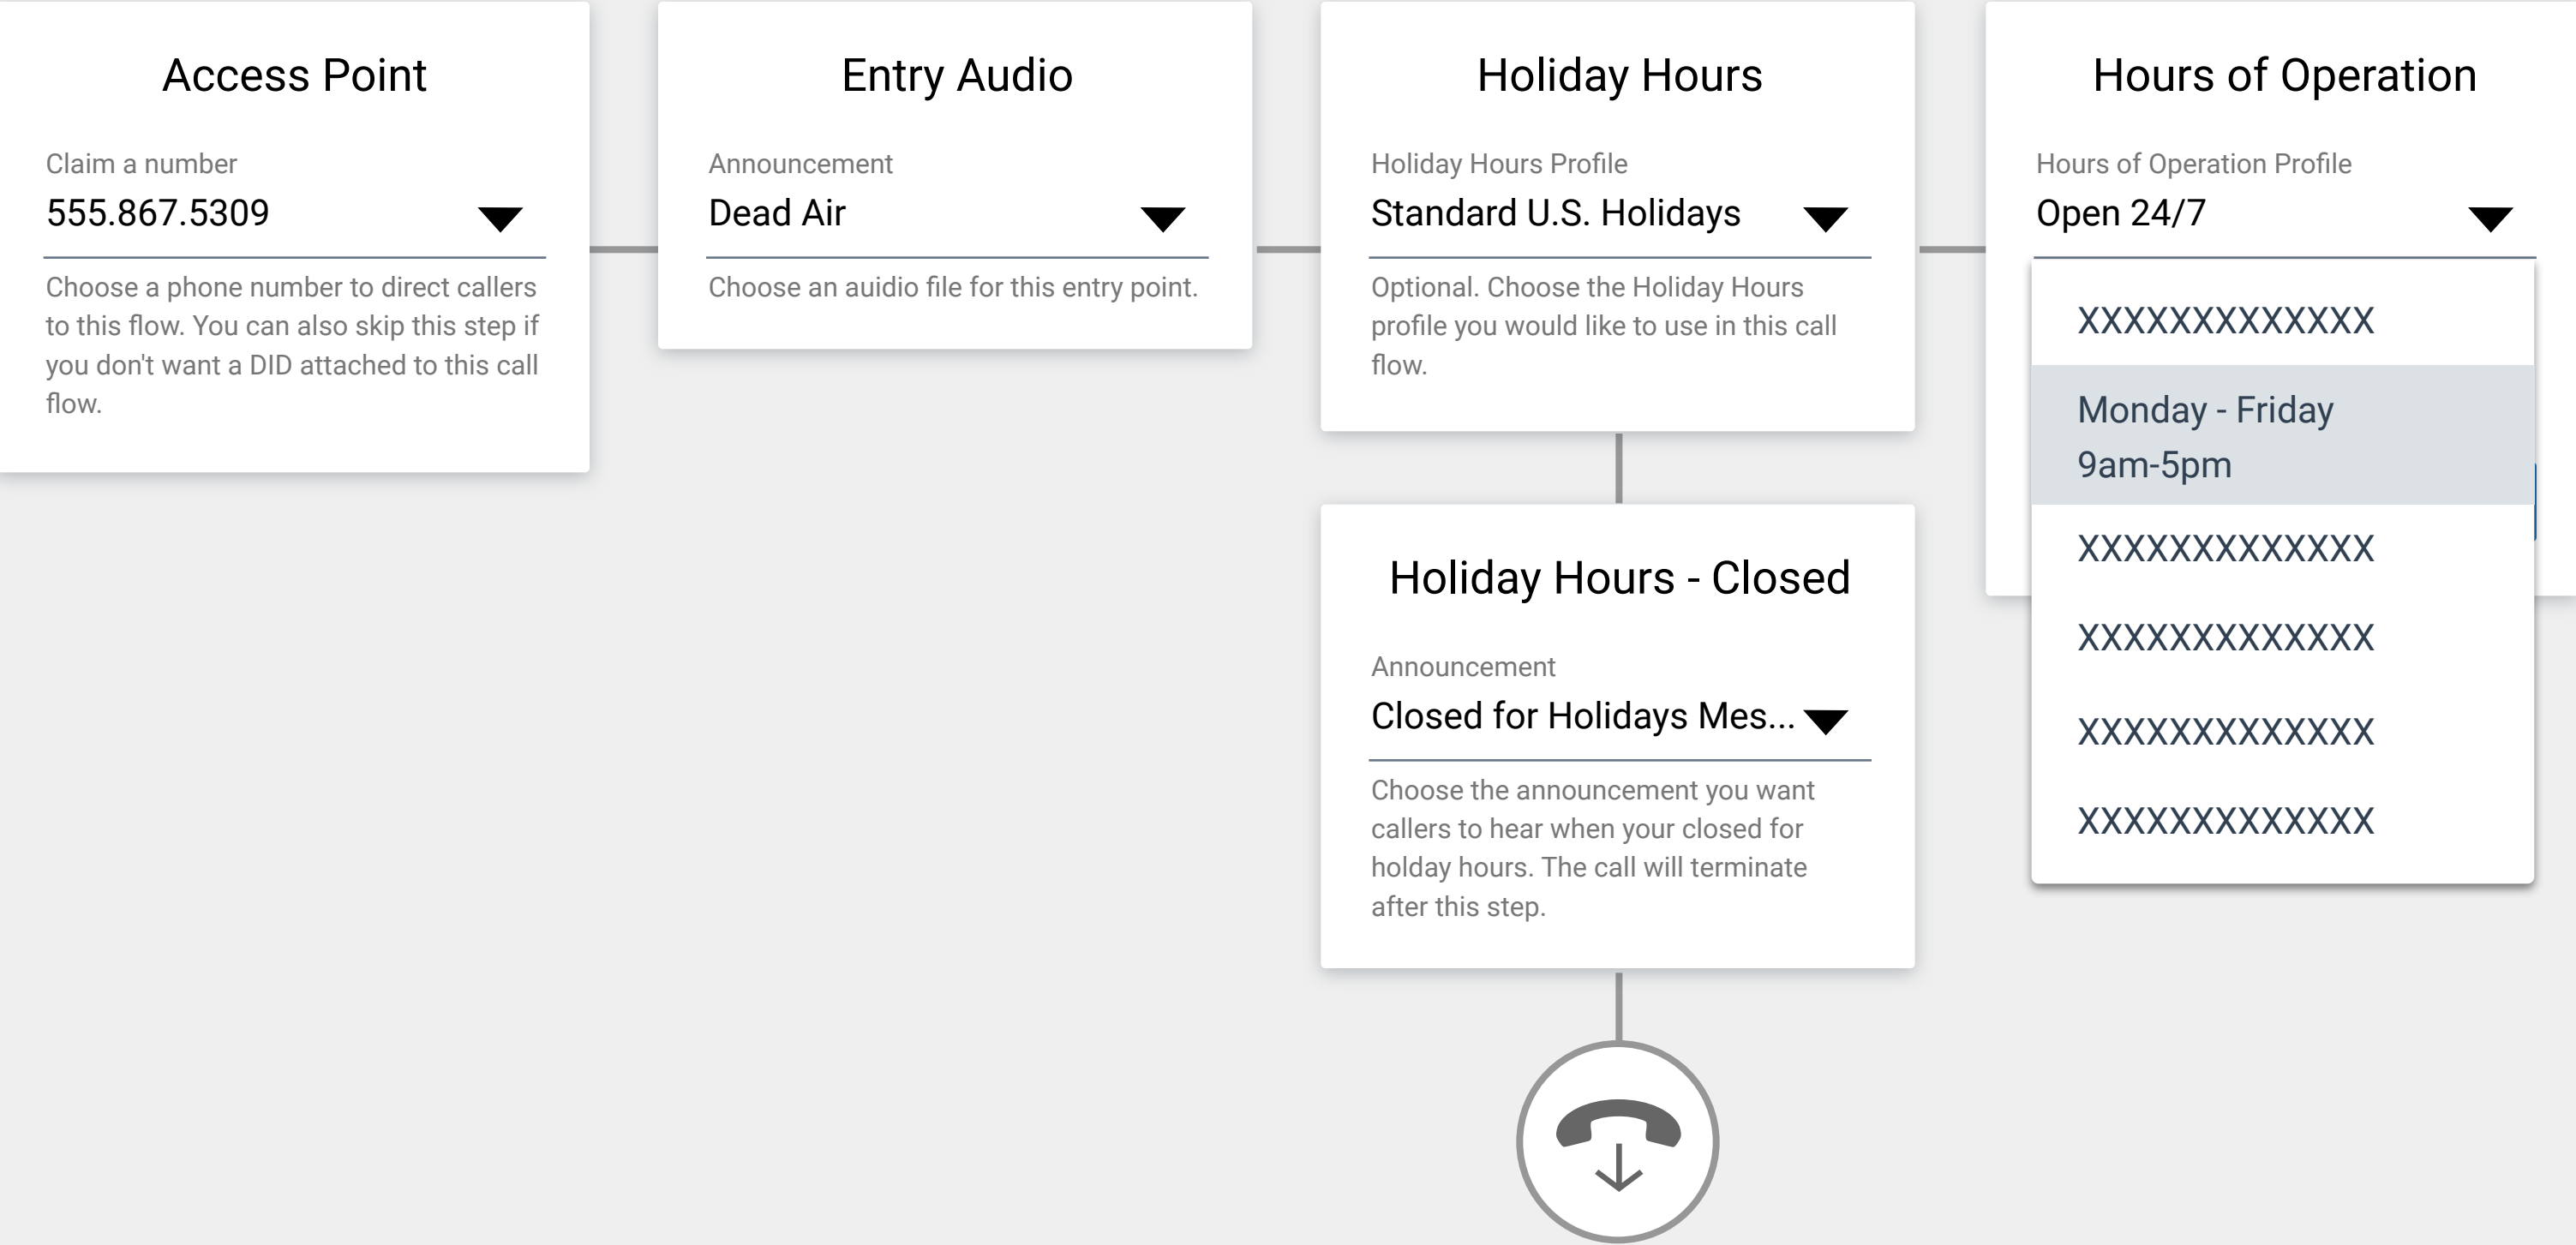 Access Point
Claim a number
555.867.5309
Choose a phone number to direct callers
to this flow. You can also skip this step if
you don't want a DID attached to this call
flow.
Entry Audio
Announcement
Dead Air
Choose an auidio file for this entry point.
Holiday Hours
Holiday Hours Profile
Standard U.S. Holidays
Optional. Choose the Holiday Hours
profile you would like to use in this call
flow.
Holiday Hours - Closed
Announcement
Closed for Holidays Mes...
Choose the announcement you want
callers to hear when your closed for
holday hours. The call will terminate
after this step.
Hours of Operation
Hours of Operation Profile
Open 24/7
XXXXXXXXXXXXX
Monday - Friday
9am-5pm
XXXXXXXXXXXXX
XXXXXXXXXXXXX
XXXXXXXXXXXXX
XXXXXXXXXXXXX